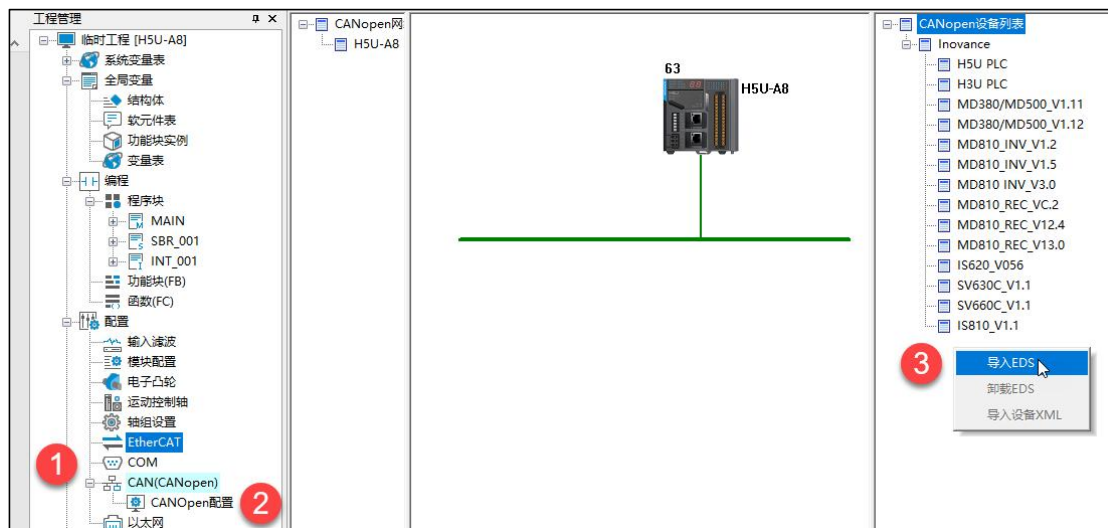 工程管理
临时工程 [H5U-A8]
系统变量表
全局变量
结构体
软元件表
功能块实例
变量表
编程
程序块
MAIN
SBR_001
INT_001
功能块(FB)
函数(FC)
配置
输入滤波
模块配置
电子凸轮
运动控制轴
轴组设置
EtherCAT
1
COM
CAN(CANopen)
CANOpen配置
2
以太网
CANopen网
H5U-A8
63
H5U-A8
CANopen设备列表
Inovance
H5U PLC
H3U PLC
MD380/MD500_V1.11
MD380/MD500_V1.12
MD810_INV_V1.2
MD810_INV_V1.5
MD810 INV_V3.0
MD810_REC_VC.2
MD810_REC_V12.4
MD810_REC_V13.0
IS620_V056
SV630C_V1.1
SV660C_V1.1
IS810_V1.1
3
导入EDS
卸载EDS
导入设备XML